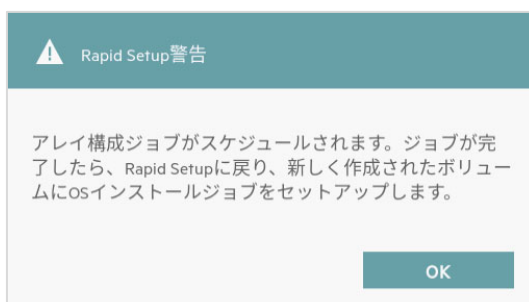 Rapid Setup警告
アレイ構成ジョブがスケジュールされます。ジョブが完
了したら、Rapid Setupに戻り、新しく作成されたボリュー
ムにOSインストールジョブをセットアップします。
OK